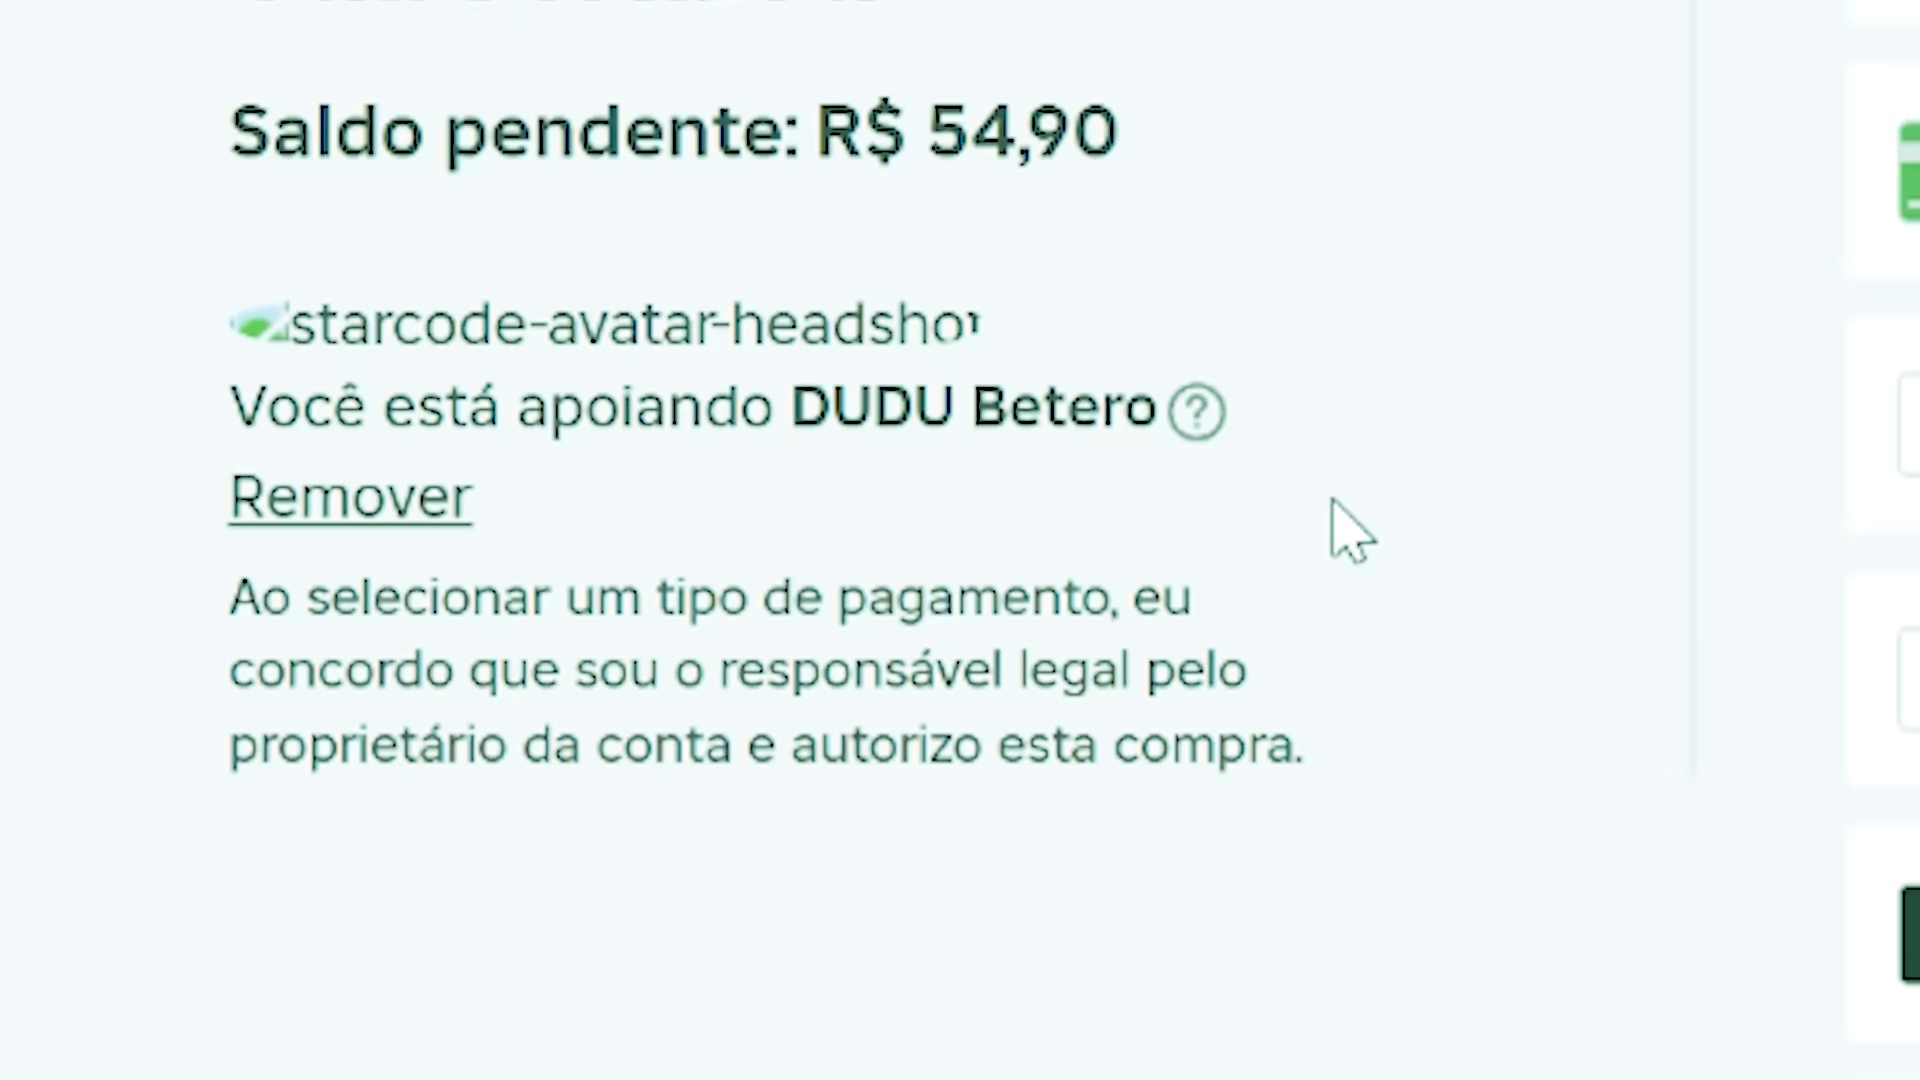 Saldo pendente: R$ 54,90
starcode-avatar-headshot
Você está apoiando DUDU Betero ?
Remover
Ao selecionar um tipo de pagamento, eu
concordo que sou o responsável legal pelo
proprietário da conta e autorizo esta compra.